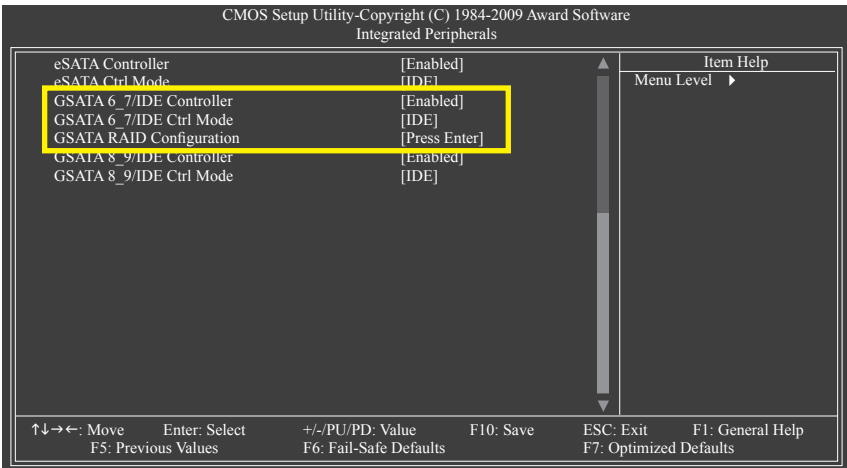 CMOS Setup Utility-Copyright (C) 1984-2009 Award Software
Integrated Peripherals
eSATA Controller [Enabled]
eSATA Ctrl Mode [IDE]
GSATA 6_7/IDE Controller [Enabled]
GSATA 6_7/IDE Ctrl Mode [IDE]
GSATA RAID Configuration [Press Enter]
GSATA 8_9/IDE Controller [Enabled]
GSATA 8_9/IDE Ctrl Mode [IDE]
Item Help
Menu Level
↑↓→←: Move Enter: Select +/-/PU/PD: Value F10: Save ESC: Exit F1: General Help
F5: Previous Values F6: Fail-Safe Defaults F7: Optimized Defaults